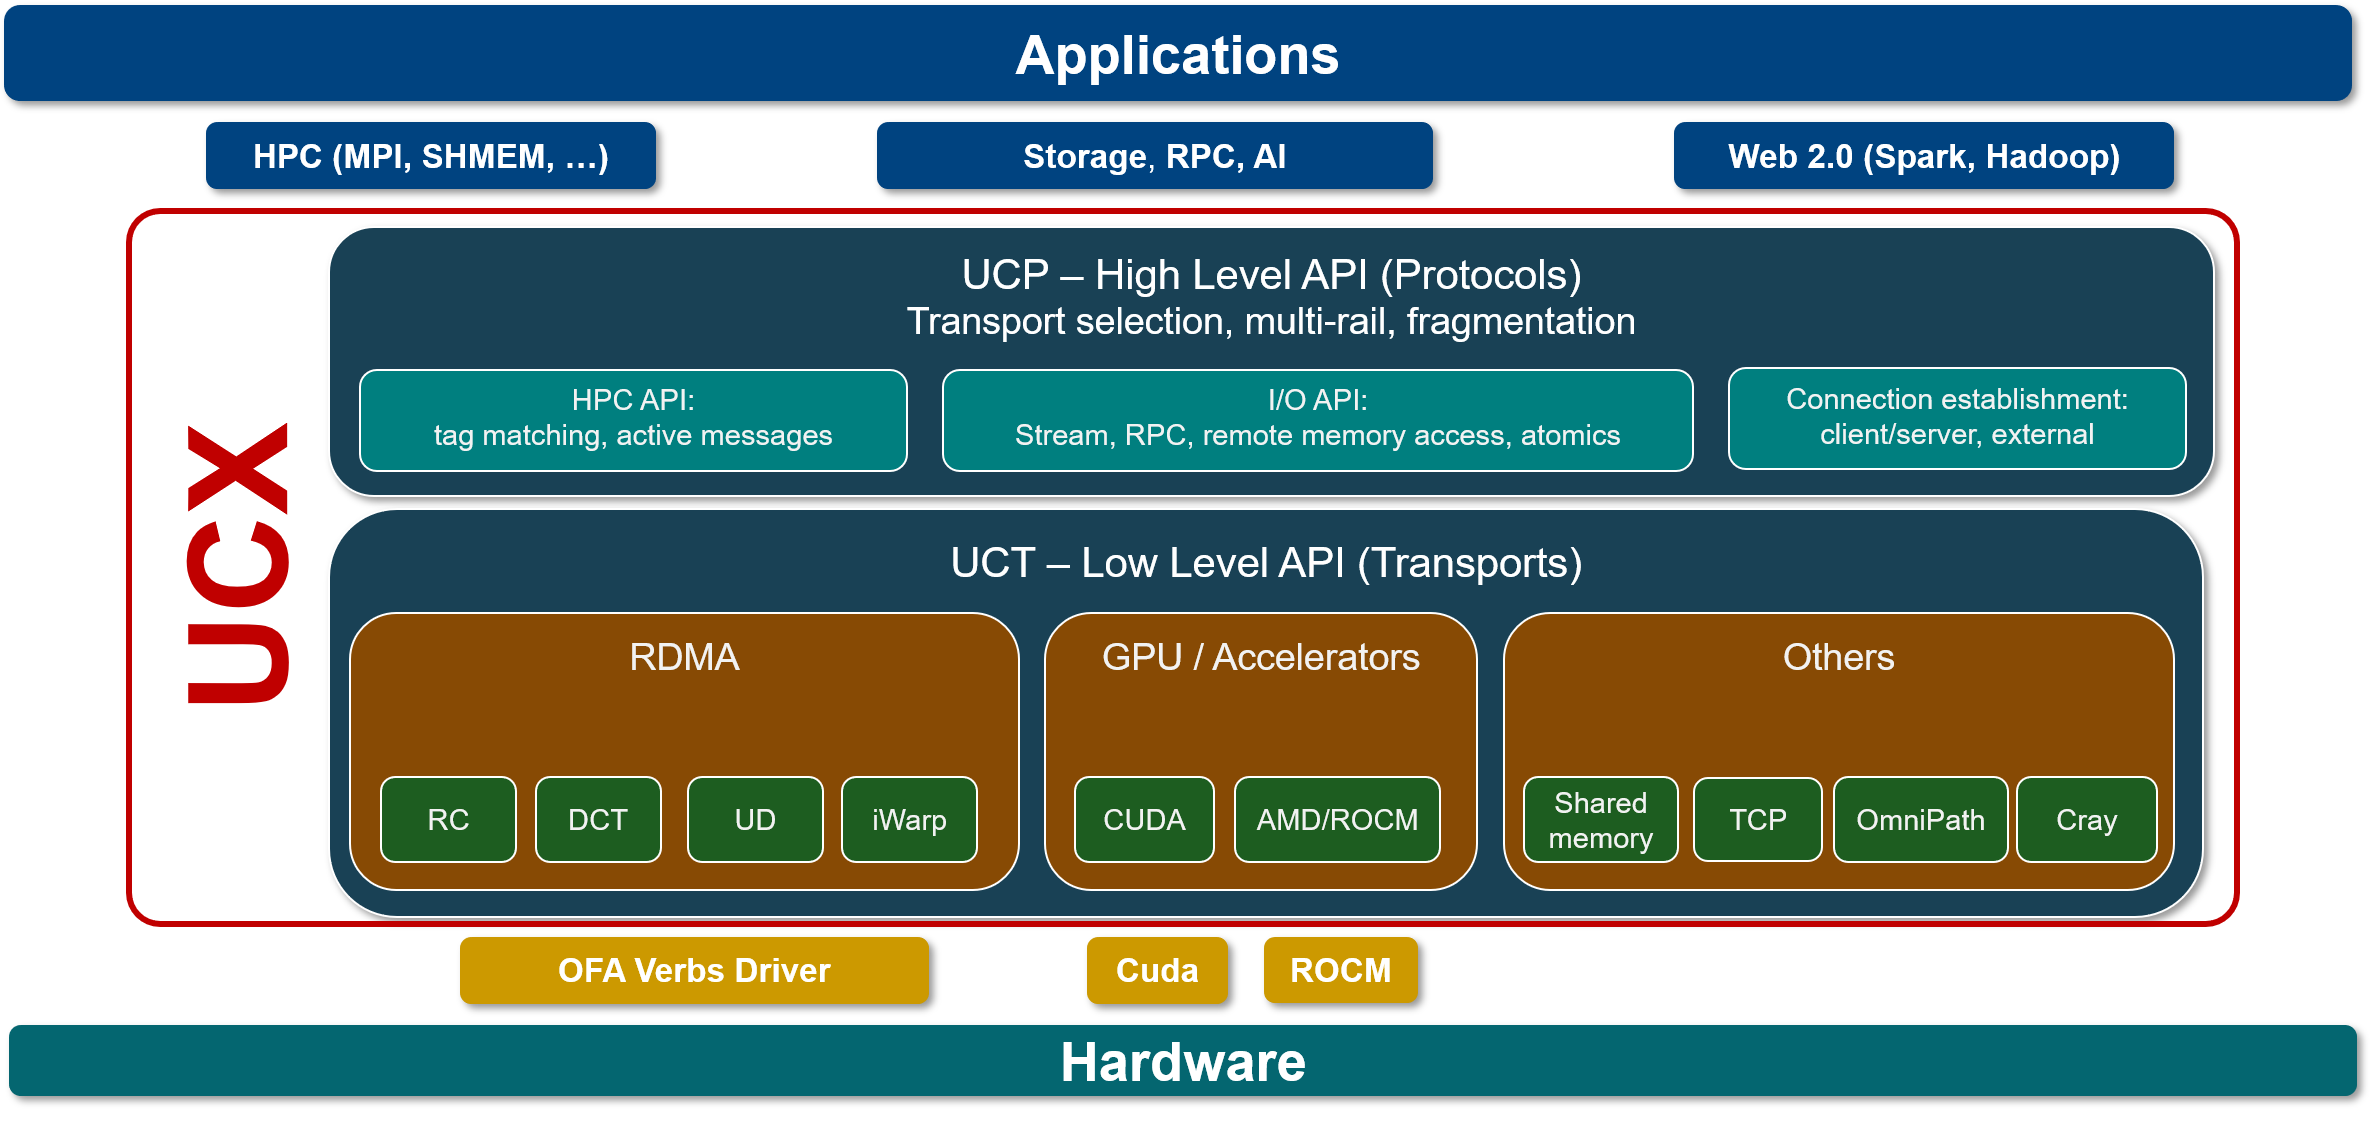 Applications
HPC (MPI, SHMEM, …)
Storage, RPC, AI
Web 2.0 (Spark, Hadoop)
UCX
UCP – High Level API (Protocols)
Transport selection, multi-rail, fragmentation
HPC API:
tag matching, active messages
I/O API:
Stream, RPC, remote memory access, atomics
Connection establishment:
client/server, external
UCT – Low Level API (Transports)
RDMA
RC
DCT
UD
iWarp
GPU / Accelerators
CUDA
AMD/ROCM
Others
Shared
memory
TCP
OmniPath
Cray
OFA Verbs Driver
Cuda
ROCM
Hardware